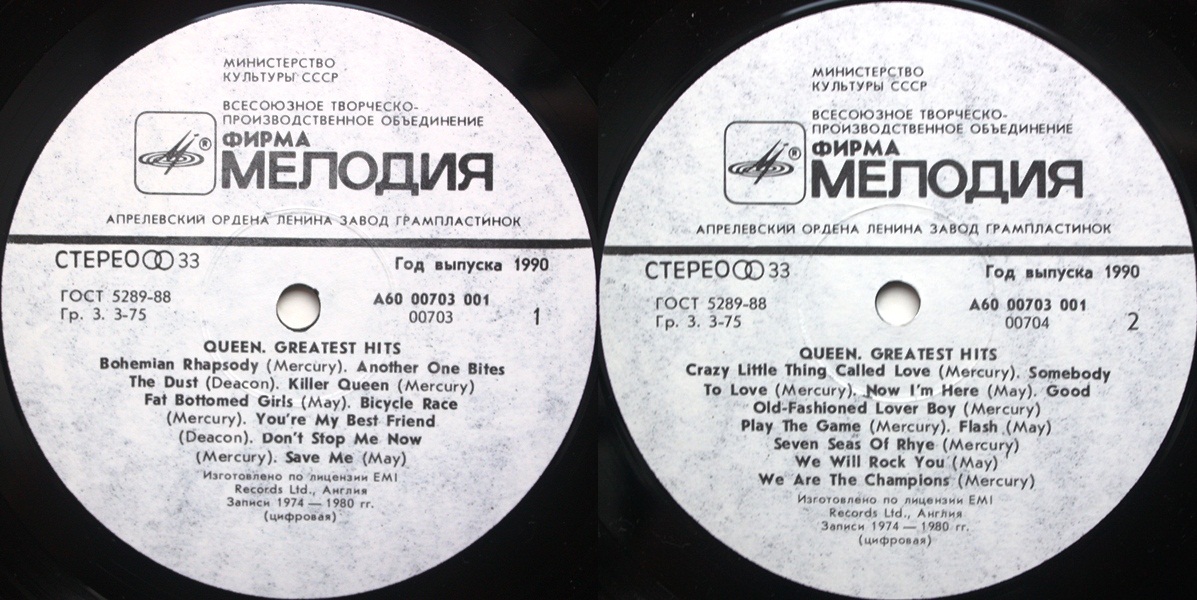 МИНИСТЕРСТВО
КУЛЬТУРЫ СССР
ВСЕСОЮЗНОЕ ТВОРЧЕСКО-
ПРОИЗВОДСТВЕННОЕ ОБЪЕДИНЕНИЕ
ФИРМА
®
МЕЛОДИЯ
АПРЕЛЕВСКИЙ ОРДЕНА ЛЕНИНА ЗАВОД ГРАМПЛАСТИНОК
СТЕРЕО 33
Год выпуска 1990
ГОСТ 5289-88
Гр. 3. 3-75
А60 00703 001
00703
1
QUEEN. GREATEST HITS
Bohemian Rhapsody (Mercury). Another One Bites
The Dust (Deacon). Killer Queen (Mercury)
Fat Bottomed Girls (May). Bicycle Race
(Mercury). You're My Best Friend
(Deacon). Don't Stop Me Now
(Mercury). Save Me (May)
Изготовлено по лицензии EMI
Records Ltd., Англия
Записи 1974 — 1980 гг.
(цифровая)
МИНИСТЕРСТВО
КУЛЬТУРЫ СССР
ВСЕСОЮЗНОЕ ТВОРЧЕСКО-
ПРОИЗВОДСТВЕННОЕ ОБЪЕДИНЕНИЕ
ФИРМА
®
МЕЛОДИЯ
АПРЕЛЕВСКИЙ ОРДЕНА ЛЕНИНА ЗАВОД ГРАМПЛАСТИНОК
СТЕРЕО 33
Год выпуска 1990
ГОСТ 5289-88
Гр. 3. 3-75
А60 00703 001
00704
2
QUEEN. GREATEST HITS
Crazy Little Thing Called Love (Mercury). Somebody
To Love (Mercury). Now I'm Here (May). Good
Old-Fashioned Lover Boy (Mercury)
Play The Game (Mercury). Flash (May)
Seven Seas Of Rhye (Mercury)
We Will Rock You (May)
We Are The Champions (Mercury)
Изготовлено по лицензии EMI
Records Ltd., Англия
Записи 1974 — 1980 гг.
(цифровая)